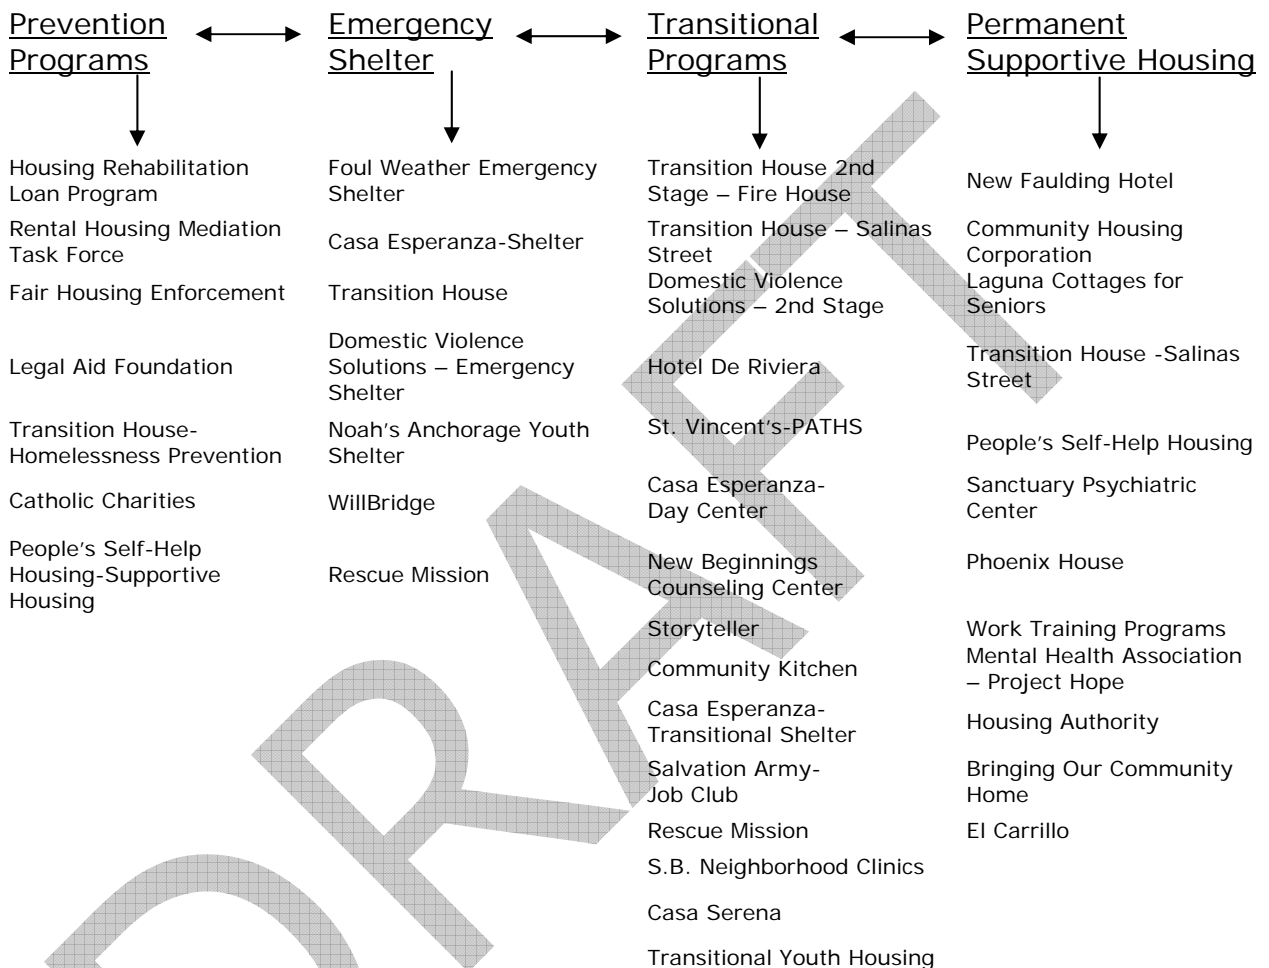 Prevention
Programs
Emergency
Shelter
Transitional
Programs
Permanent
Supportive Housing
Housing Rehabilitation
Loan Program
Rental Housing Mediation
Task Force
Fair Housing Enforcement
Legal Aid Foundation
Transition House-
Homelessness Prevention
Catholic Charities
People's Self-Help
Housing-Supportive
Housing
Foul Weather Emergency
Shelter
Casa Esperanza-Shelter
Transition House
Domestic Violence
Solutions – Emergency
Shelter
Noah's Anchorage Youth
Shelter
WillBridge
Rescue Mission
Transition House 2nd
Stage – Fire House
Transition House – Salinas
Street
Domestic Violence
Solutions – 2nd Stage
Hotel De Riviera
St. Vincent's-PATHS
Casa Esperanza-
Day Center
New Beginnings
Counseling Center
Storyteller
Community Kitchen
Casa Esperanza-
Transitional Shelter
Salvation Army-
Job Club
Rescue Mission
S.B. Neighborhood Clinics
Casa Serena
Transitional Youth Housing
New Faulding Hotel
Community Housing
Corporation
Laguna Cottages for
Seniors
Transition House -Salinas
Street
People's Self-Help Housing
Sanctuary Psychiatric
Center
Phoenix House
Work Training Programs
Mental Health Association
– Project Hope
Housing Authority
Bringing Our Community
Home
El Carrillo
DRAFT